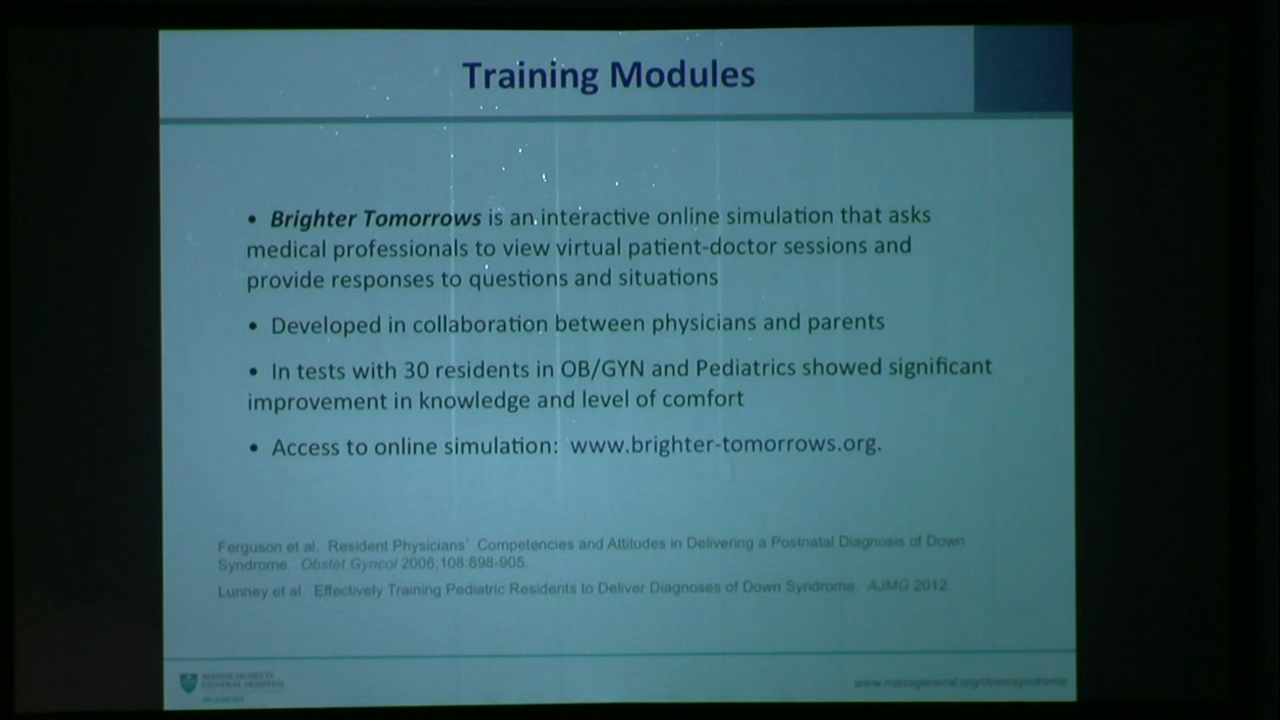 Training Modules
• Brighter Tomorrows is an interactive online simulation that asks
medical professionals to view virtual patient-doctor sessions and
provide responses to questions and situations
• Developed in collaboration between physicians and parents
• In tests with 30 residents in OB/GYN and Pediatrics showed significant
improvement in knowledge and level of comfort
• Access to online simulation: www.brighter-tomorrows.org.
Ferguson et al. Resident Physicians' Competencies and Attitudes in Delivering a Postnatal Diagnosis of Down
Syndrome. Obstet Gyncol 2006;108:898-905.
Lunney et al. Effectively Training Pediatric Residents to Deliver Diagnoses of Down Syndrome. AJMG 2012.
MASSACHUSETTS
GENERAL HOSPITAL
www.massgeneral.org/downsyndrome